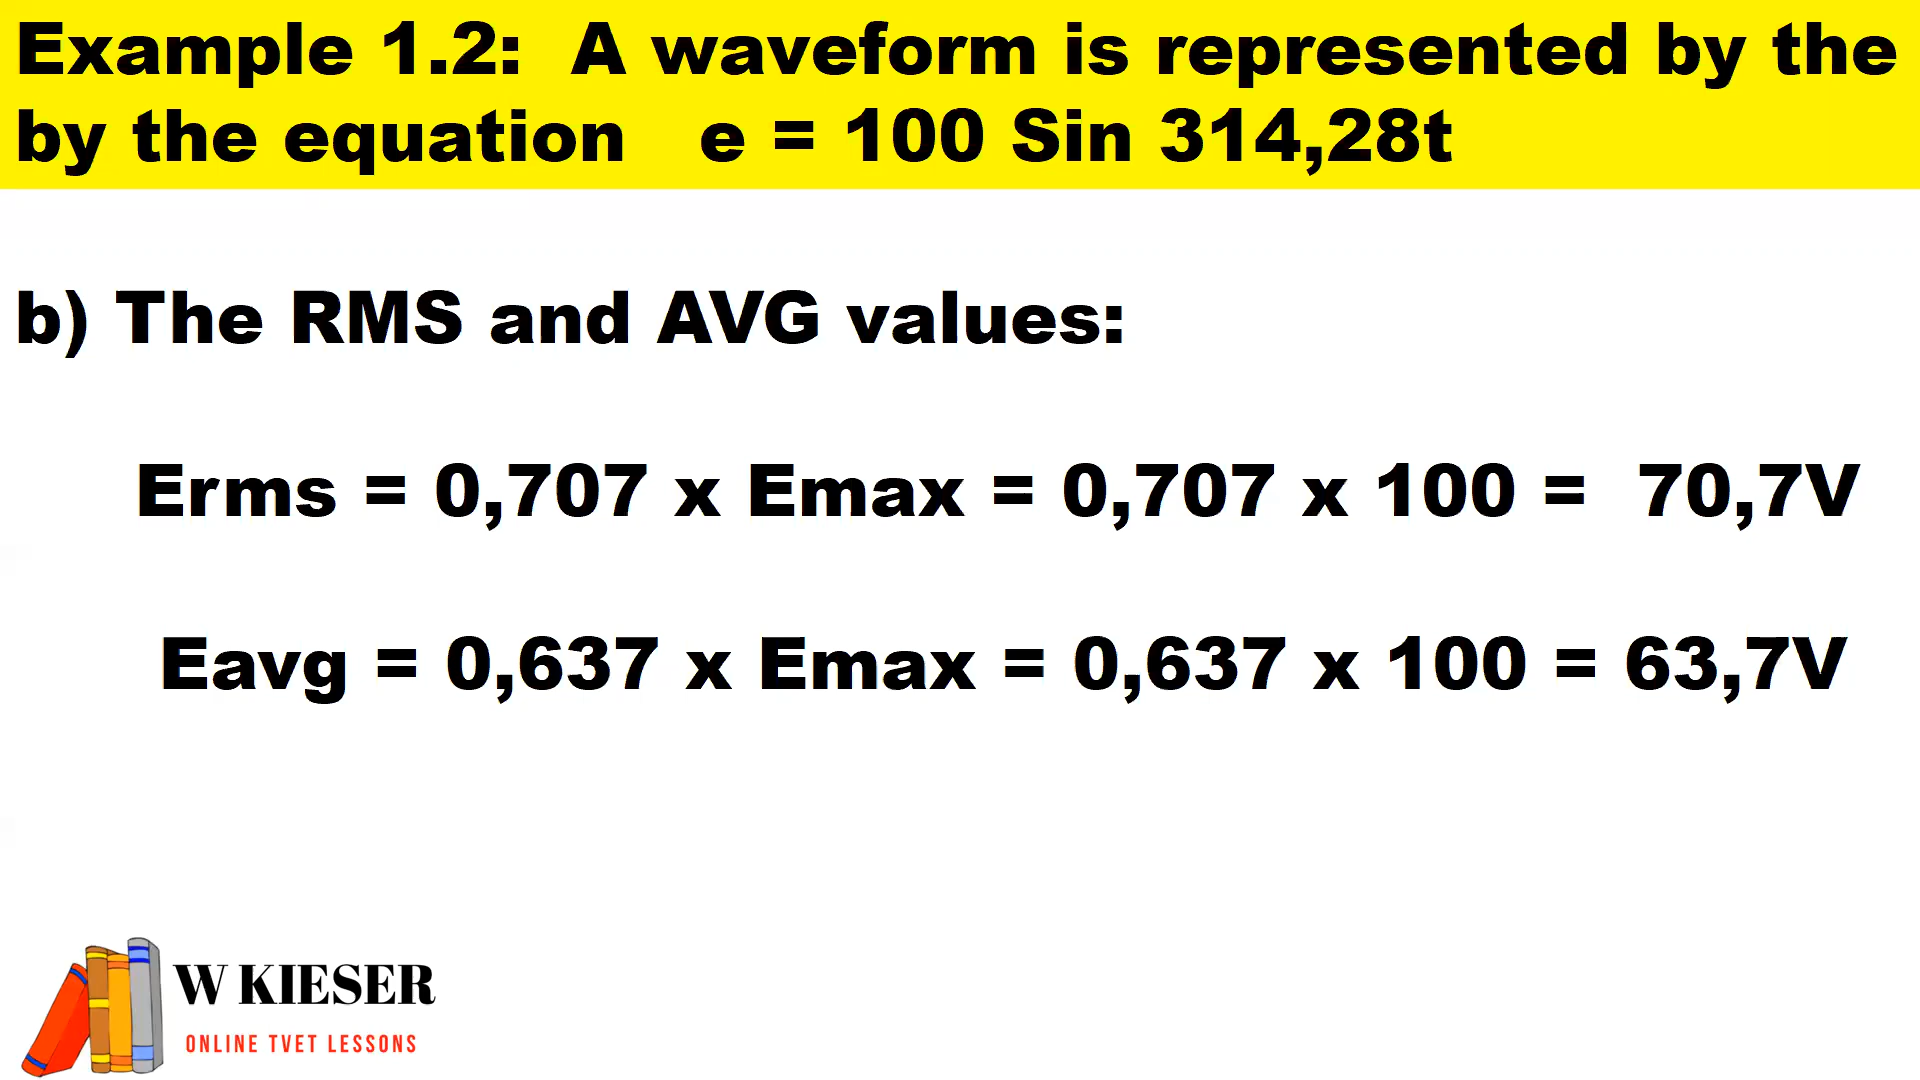 Example 1.2:  A waveform is represented by the
by the equation   e = 100 Sin 314,28t
b) The RMS and AVG values:
Erms = 0,707 x Emax = 0,707 x 100 =  70,7V
Eavg = 0,637 x Emax = 0,637 x 100 = 63,7V
W KIESER
ONLINE TVET LESSONS